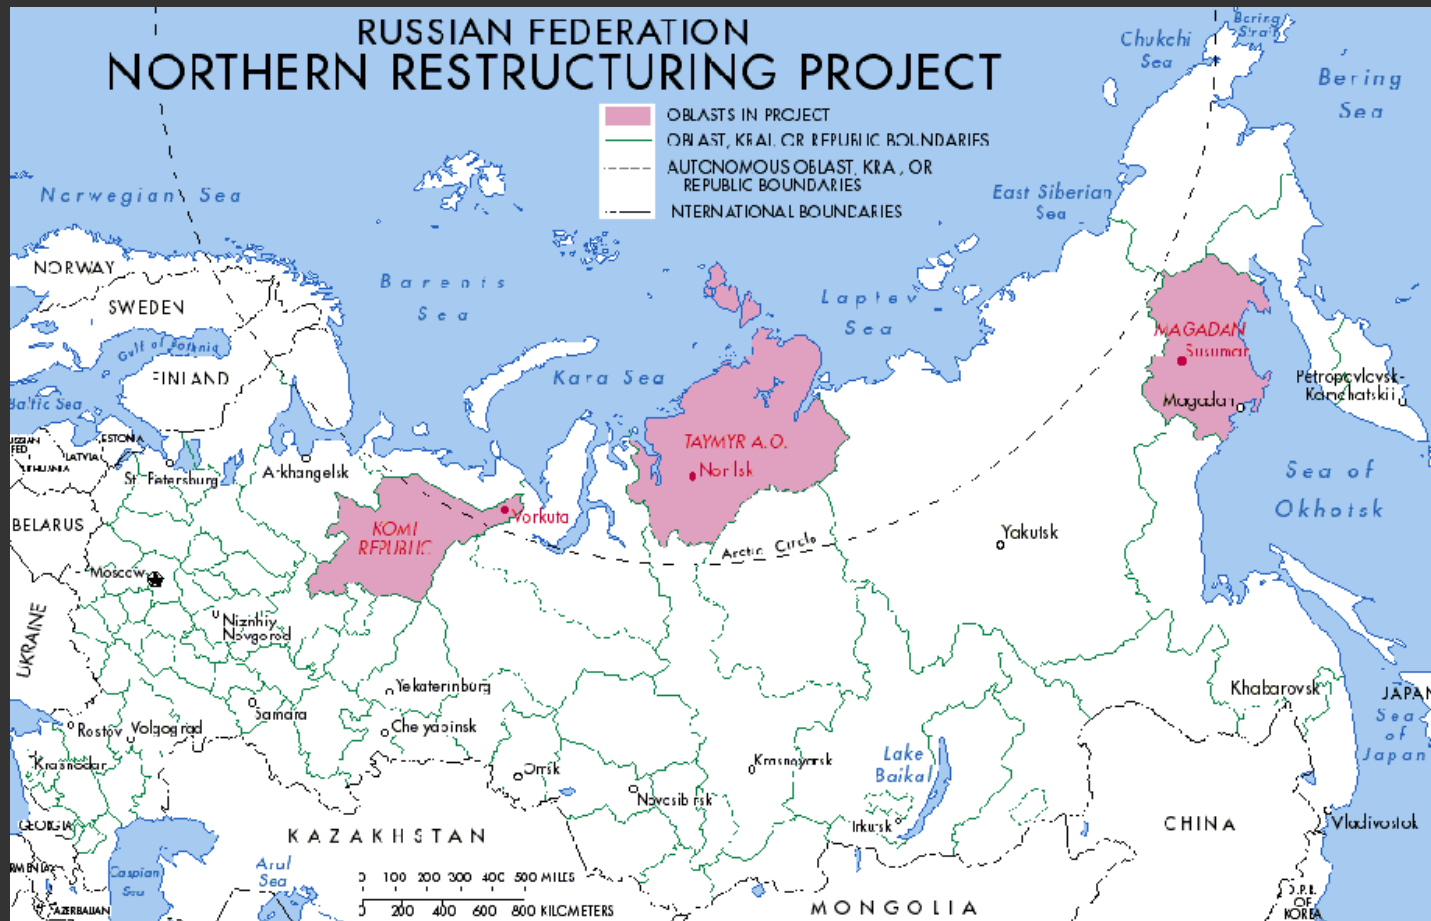 RUSSIAN FEDERATION
NORTHERN RESTRUCTURING PROJECT
OBLASTS IN PROJECT
OBLAST, KRAI, OR REPUBLIC BOUNDARIES
AUTONOMOUS OBLAST, KRA , OR
REPUBLIC BOUNDARIES
NTERNATIONAL BOUNDARIES
Chukchi
Sea
Bering
Strait
Bering
Sea
Norwegian Sea
East Siberian
Sea
NORWAY
SWEDEN
Gulf of Bothnia
FINLAND
Baltic Sea
Barents
Sea
Kara Sea
Laptev
Sea
MAGADAN
Susuman
Magadan
Petropavlovsk-
Kamchatskii
Sea of
Okhotsk
TAYMYR A.O.
Norilsk
ESTONIA
LATVIA
LITHUANIA
St. Petersburg
Arkhangelsk
BELARUS
KOMI
REPUBLIC
Vorkuta
Arctic Circle
Yakutsk
Moscow
UKRAINE
Niznhiy
Novgorod
Yekaterinburg
Samara
Chelyabinsk
Rostov
Volgograd
Krasnodar
Omsk
Novosibirsk
Krasnoyarsk
Lake
Baikal
Irkutsk
Khabarovsk
JAPAN
Sea
of
Japan
Vladivostok
CHINA
GEORGIA
RMENIA
AZERBAIJAN
Caspian
Sea
KAZAKHSTAN
Aral
Sea
0 100 200 300 400 500 MILES
0 200 400 600 800 KILOMETERS
MONGOLIA
D.P.R.
OF
KOREA